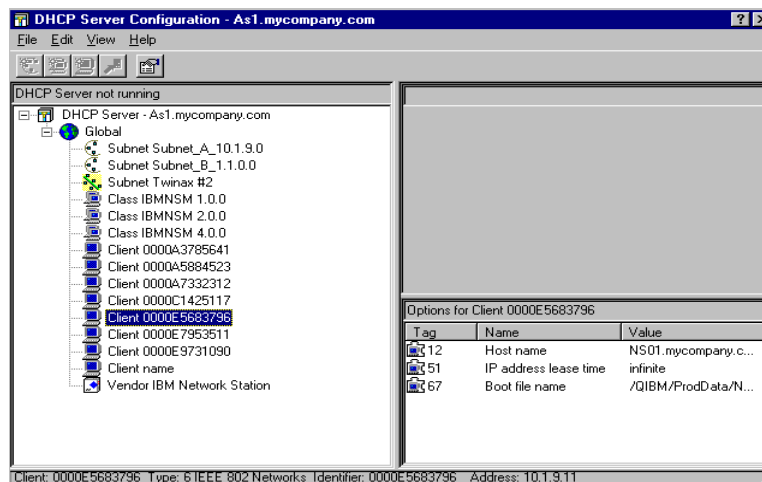 DHCP Server Configuration - As1.mycompany.com
File Edit View Help
DHCP Server not running
DHCP Server - As1.mycompany.com
Global
Subnet Subnet_A_10.1.9.0
Subnet Subnet_B_1.1.0.0
Subnet Twinax #2
Class IBMNSM 1.0.0
Class IBMNSM 2.0.0
Class IBMNSM 4.0.0
Client 0000A3785641
Client 0000A5884523
Client 0000A7332312
Client 0000C1425117
Client 0000E5683796
Client 0000E7953511
Client 0000E9731090
Client name
Vendor IBM Network Station
Options for Client 0000E5683796
Tag Name Value
12 Host name NS01.mycompany.c...
51 IP address lease time infinite
67 Boot file name /QIBM/ProdData/N...
Client: 0000E5683796 Type: 6 IEEE 802 Networks Identifier: 0000E5683796 Address: 10.1.9.11